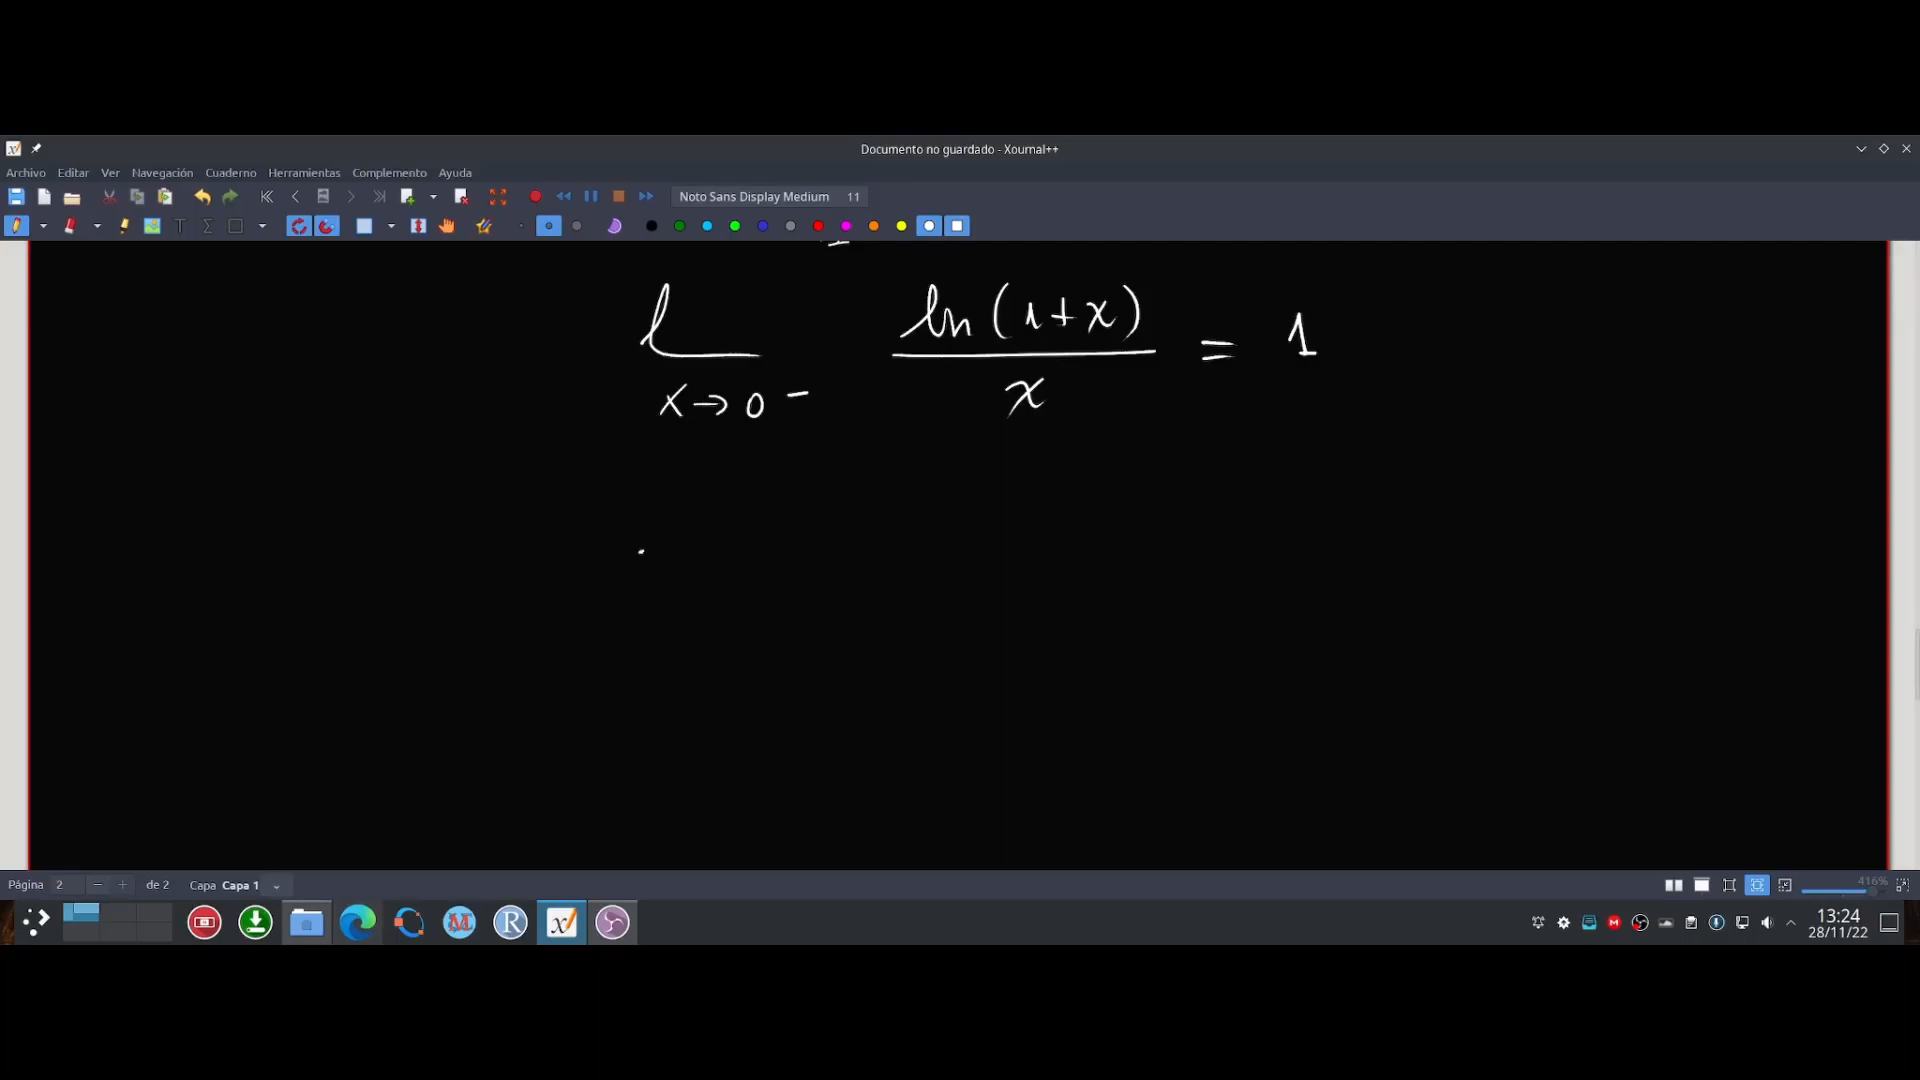 Documento no guardado - Xournal++
Archivo Editar Ver Navegación Cuaderno Herramientas Complemento Ayuda
Noto Sans Display Medium 11
ln(1+x)
l = 1
x→0⁻ x
Página 2 de 2 Capa Capa 1
416%
13:24
28/11/22